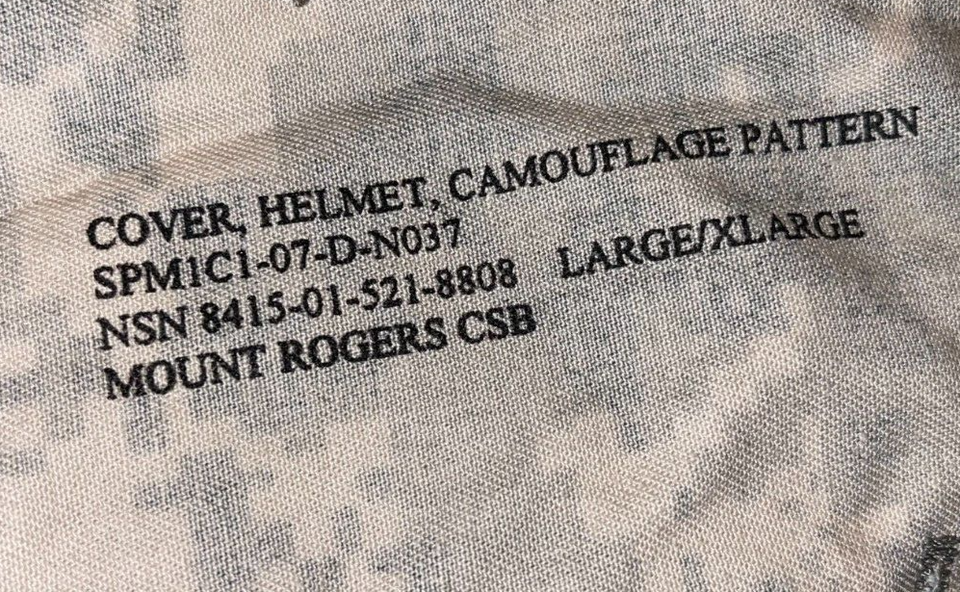 COVER, HELMET, CAMOUFLAGE PATTERN
SPM1C1-07-D-N037
NSN 8415-01-521-8808 LARGE/XLARGE
MOUNT ROGERS CSB